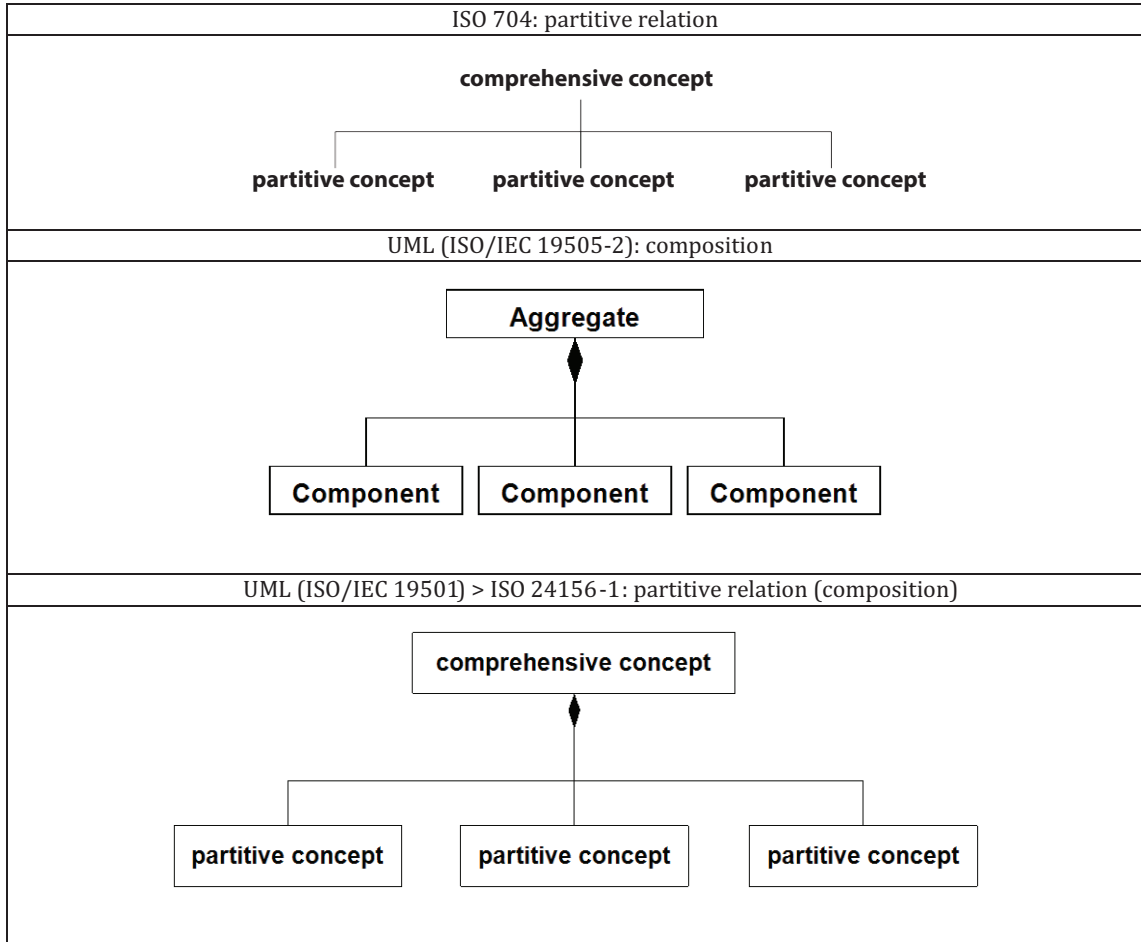 ISO 704: partitive relation
comprehensive concept
partitive concept partitive concept partitive concept
UML (ISO/IEC 19505-2): composition
Aggregate
Component Component Component
UML (ISO/IEC 19501) > ISO 24156-1: partitive relation (composition)
comprehensive concept
partitive concept partitive concept partitive concept